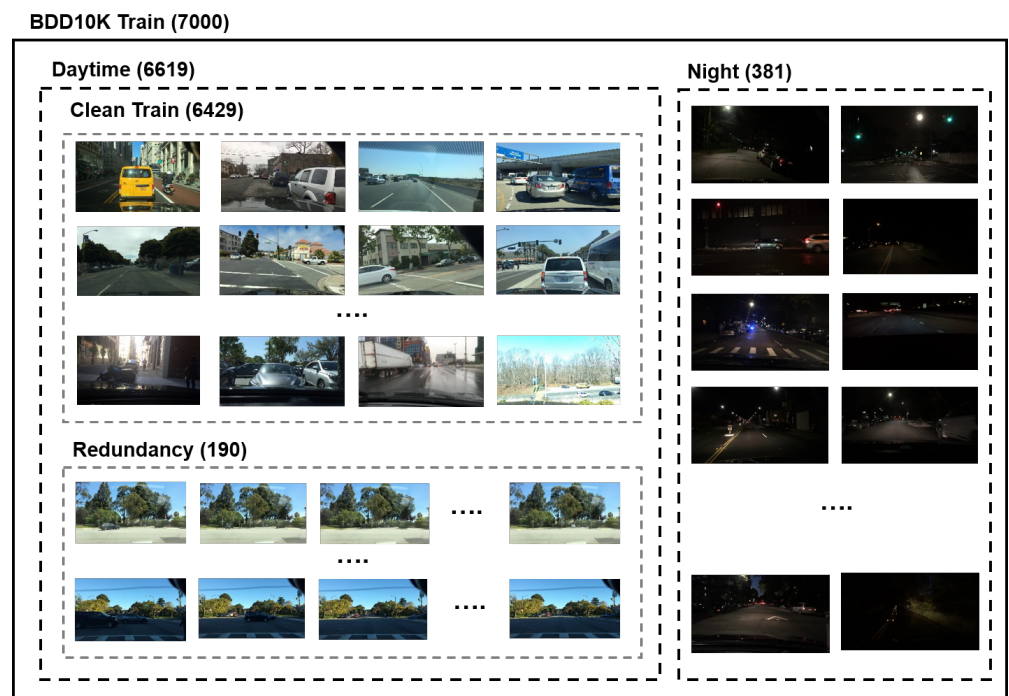 BDD10K Train (7000)
Daytime (6619)
Night (381)
Clean Train (6429)
....
Redundancy (190)
....
....
....
....